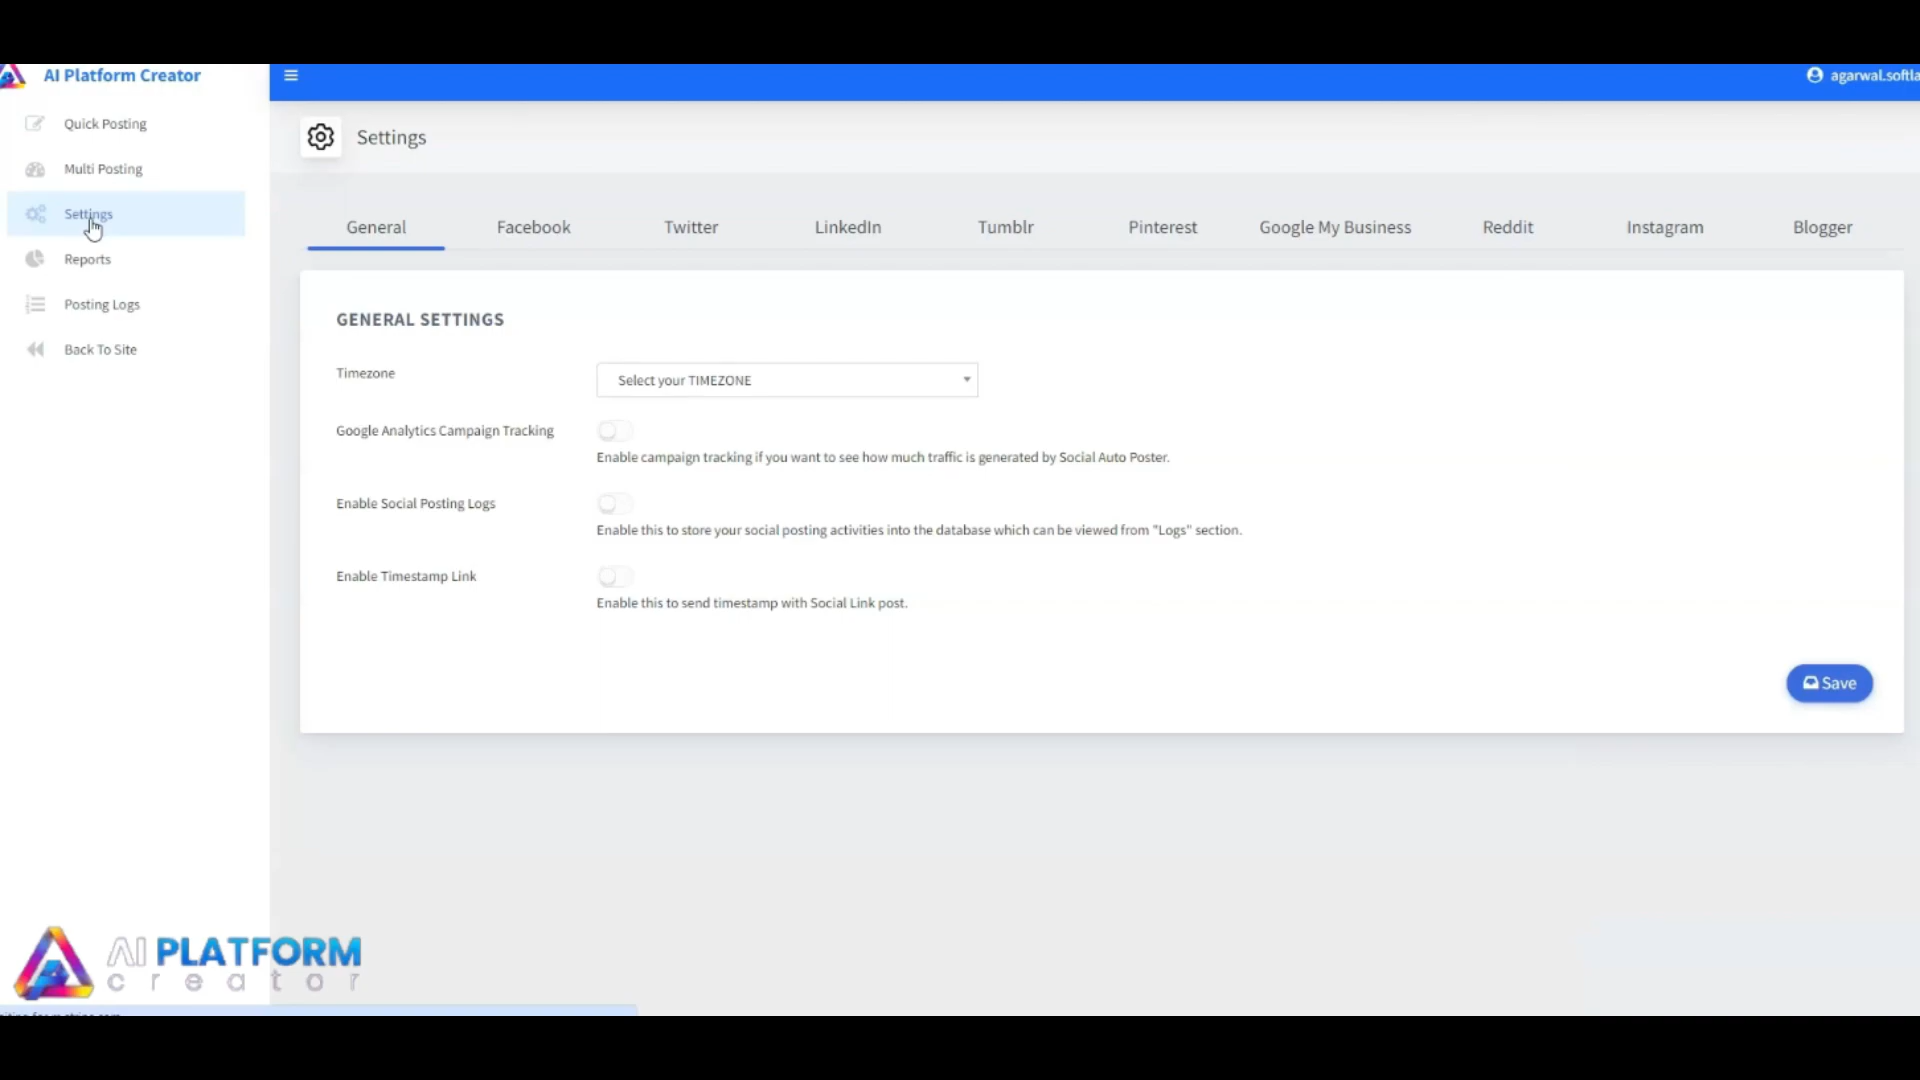 AI Platform Creator
agarwal.softla
Quick Posting
Multi Posting
Settings
Reports
Posting Logs
Back To Site
Settings
General
Facebook
Twitter
LinkedIn
Tumblr
Pinterest
Google My Business
Reddit
Instagram
Blogger
GENERAL SETTINGS
Timezone
Select your TIMEZONE
Google Analytics Campaign Tracking
Enable campaign tracking if you want to see how much traffic is generated by Social Auto Poster.
Enable Social Posting Logs
Enable this to store your social posting activities into the database which can be viewed from "Logs" section.
Enable Timestamp Link
Enable this to send timestamp with Social Link post.
Save
AI PLATFORM
creator